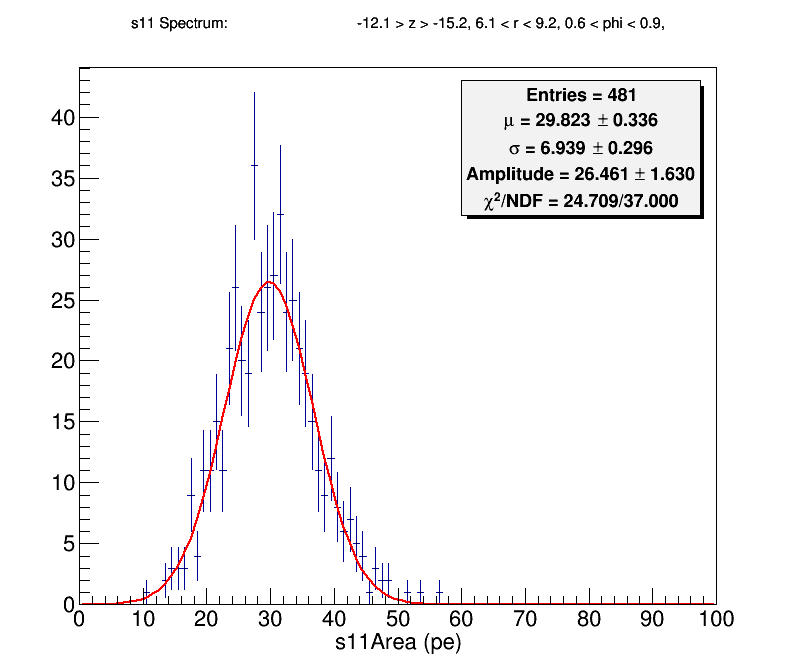 s11 Spectrum: -12.1 > z > -15.2, 6.1 < r < 9.2, 0.6 < phi < 0.9,
Entries = 481
μ = 29.823 ± 0.336
σ = 6.939 ± 0.296
Amplitude = 26.461 ± 1.630
χ²/NDF = 24.709/37.000
40
35
30
25
20
15
10
5
0
0 10 20 30 40 50 60 70 80 90 100
s11Area (pe)